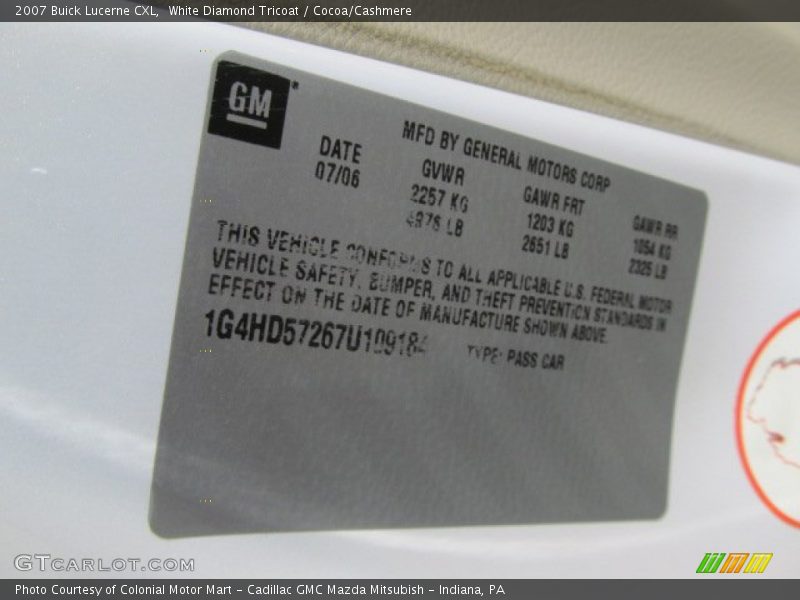 2007 Buick Lucerne CXL, White Diamond Tricoat / Cocoa/Cashmere
GM
MFD BY GENERAL MOTORS CORP
DATE GVWR GAWR FRT GAWR RR
07/06 2257 KG 1203 KG 1054 KG
4976 LB 2651 LB 2325 LB
THIS VEHICLE CONFORMS TO ALL APPLICABLE U.S. FEDERAL MOTOR
VEHICLE SAFETY, BUMPER, AND THEFT PREVENTION STANDARDS IN
EFFECT ON THE DATE OF MANUFACTURE SHOWN ABOVE.
1G4HD57267U109184 TYPE: PASS CAR
GTCARLOT.COM
Photo Courtesy of Colonial Motor Mart - Cadillac GMC Mazda Mitsubish - Indiana, PA